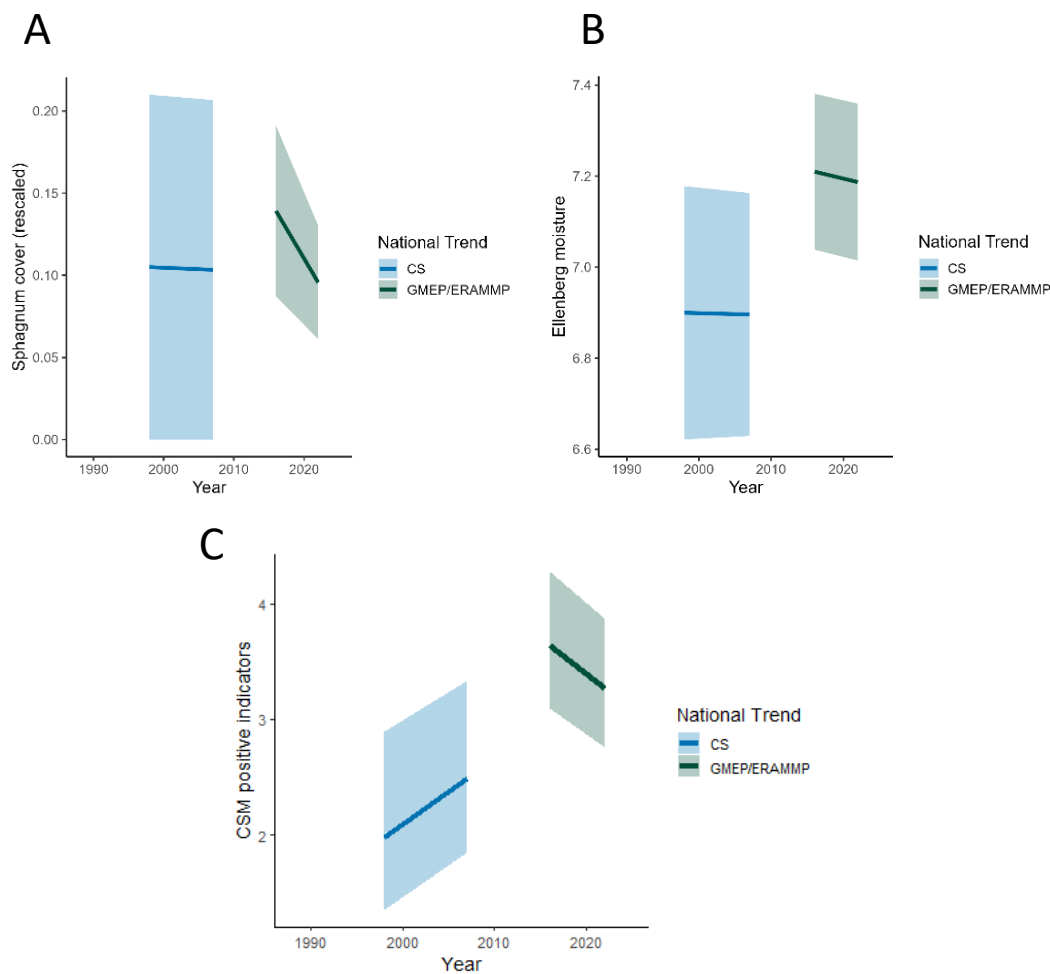 A
Sphagnum cover (rescaled)
0.20
0.15
0.10
0.05
0.00
1990 2000 2010 2020
Year
National Trend
CS
GMEP/ERAMMP
B
Ellenberg moisture
7.4
7.2
7.0
6.8
6.6
1990 2000 2010 2020
Year
National Trend
CS
GMEP/ERAMMP
C
CSM positive indicators
4
3
2
1990 2000 2010 2020
Year
National Trend
CS
GMEP/ERAMMP